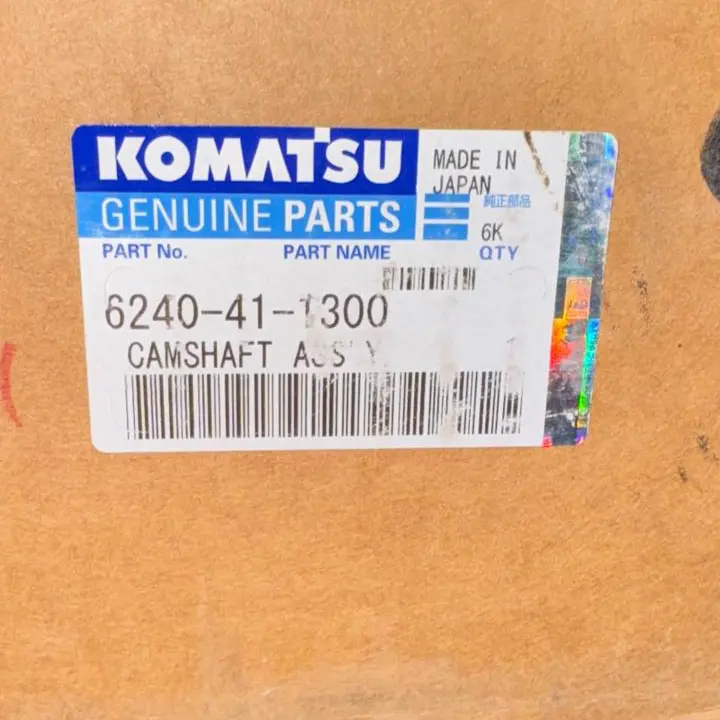 KOMATSU
GENUINE PARTS
MADE IN
JAPAN
純正部品
6K
PART No. PART NAME QTY
6240-41-1300
CAMSHAFT ASS'Y
1